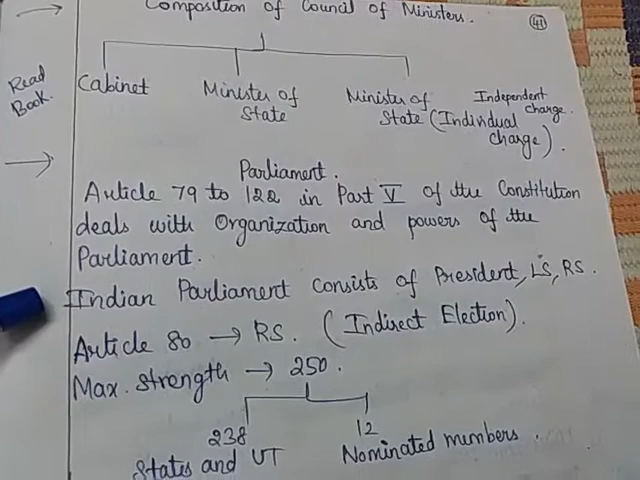 Composition of Council of Ministers.
41
Read Book.
Cabinet
Minister of State
Minister of State (Individual charge).
Independent charge.
Parliament.
Article 79 to 122 in Part V of the Constitution
deals with Organization and powers of the
Parliament.
Indian Parliament consists of President, LS, RS.
Article 80 → RS. (Indirect Election).
Max. strength → 250.
238
12
States and UT
Nominated members.